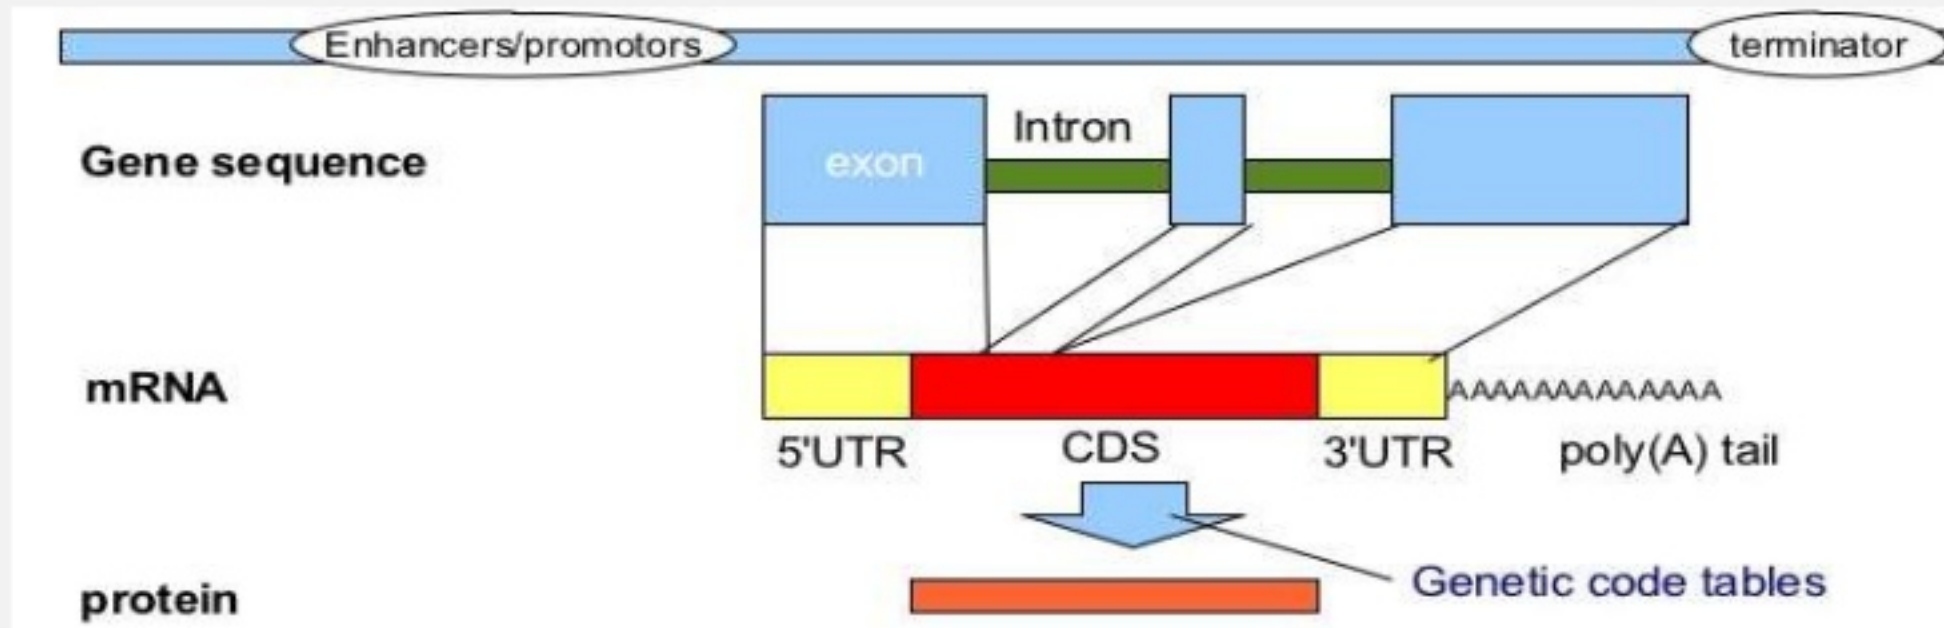 Enhancers/promotors
terminator
Intron
Gene sequence
exon
mRNA
AAAAAAAAAAAAA
5'UTR
CDS
3'UTR
poly(A) tail
Genetic code tables
protein